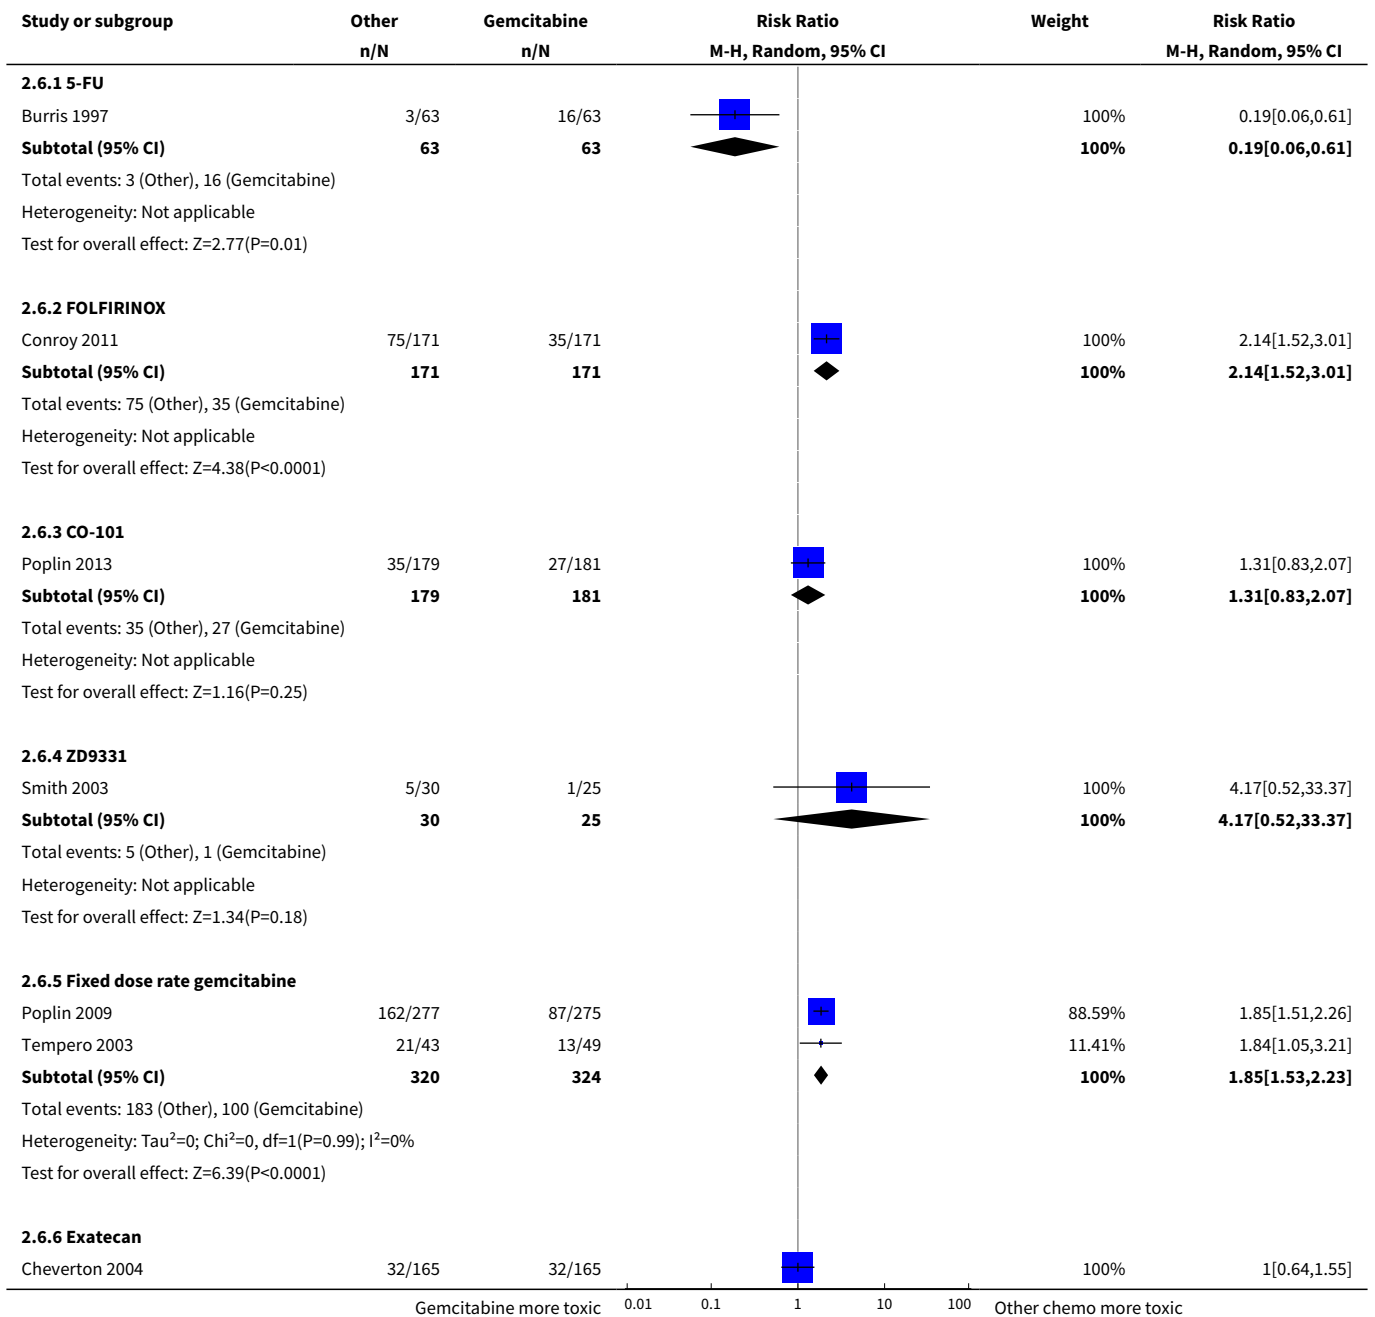 Study or subgroup Other Gemcitabine Risk Ratio Weight Risk Ratio
n/N n/N M-H, Random, 95% CI M-H, Random, 95% CI
2.6.1 5-FU
Burris 1997 3/63 16/63 100% 0.19[0.06,0.61]
Subtotal (95% CI) 63 63 100% 0.19[0.06,0.61]
Total events: 3 (Other), 16 (Gemcitabine)
Heterogeneity: Not applicable
Test for overall effect: Z=2.77(P=0.01)
2.6.2 FOLFIRINOX
Conroy 2011 75/171 35/171 100% 2.14[1.52,3.01]
Subtotal (95% CI) 171 171 100% 2.14[1.52,3.01]
Total events: 75 (Other), 35 (Gemcitabine)
Heterogeneity: Not applicable
Test for overall effect: Z=4.38(P<0.0001)
2.6.3 CO-101
Poplin 2013 35/179 27/181 100% 1.31[0.83,2.07]
Subtotal (95% CI) 179 181 100% 1.31[0.83,2.07]
Total events: 35 (Other), 27 (Gemcitabine)
Heterogeneity: Not applicable
Test for overall effect: Z=1.16(P=0.25)
2.6.4 ZD9331
Smith 2003 5/30 1/25 100% 4.17[0.52,33.37]
Subtotal (95% CI) 30 25 100% 4.17[0.52,33.37]
Total events: 5 (Other), 1 (Gemcitabine)
Heterogeneity: Not applicable
Test for overall effect: Z=1.34(P=0.18)
2.6.5 Fixed dose rate gemcitabine
Poplin 2009 162/277 87/275 88.59% 1.85[1.51,2.26]
Tempero 2003 21/43 13/49 11.41% 1.84[1.05,3.21]
Subtotal (95% CI) 320 324 100% 1.85[1.53,2.23]
Total events: 183 (Other), 100 (Gemcitabine)
Heterogeneity: Tau²=0; Chi²=0, df=1(P=0.99); I²=0%
Test for overall effect: Z=6.39(P<0.0001)
2.6.6 Exatecan
Cheverton 2004 32/165 32/165 100% 1[0.64,1.55]
Gemcitabine more toxic 0.01 0.1 1 10 100 Other chemo more toxic